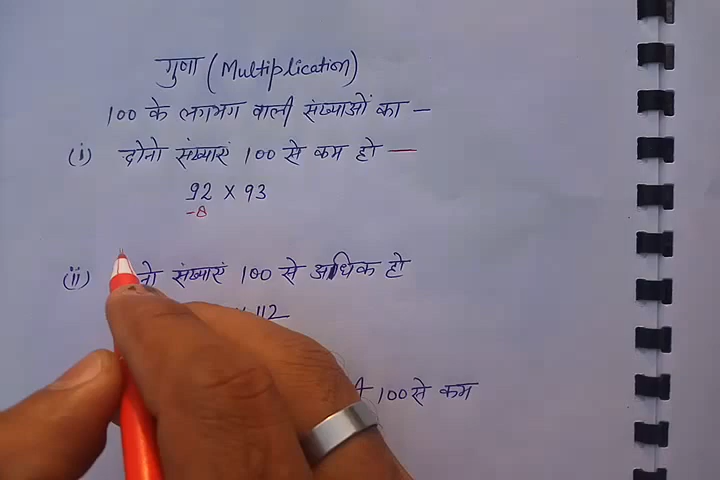 गुणा (Multiplication)
100 के लगभग वाली संख्याओं का —
(i) दोनो संख्याएं 100 से कम हो —
92 x 93
-8
(ii) नो संख्याएं 100 से अधिक हो
112
100 से कम